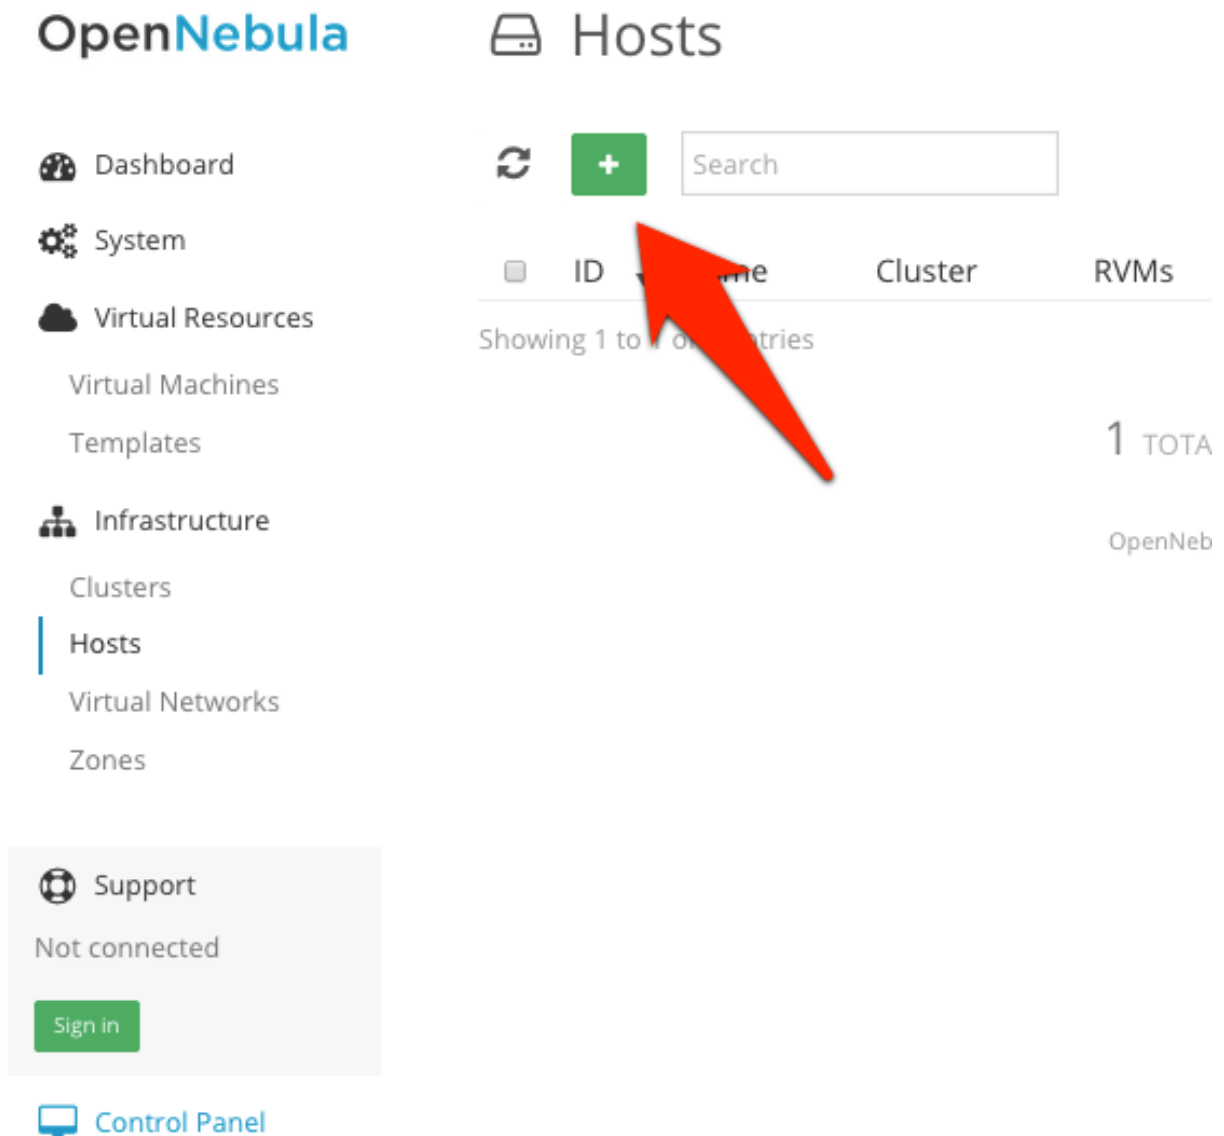 OpenNebula
Hosts
Dashboard
System
Virtual Resources
Virtual Machines
Templates
Infrastructure
Clusters
Hosts
Virtual Networks
Zones
Support
Not connected
Sign in
Control Panel
Search
ID Cluster RVMs
Showing 1 to
1 TOTA
OpenNeb